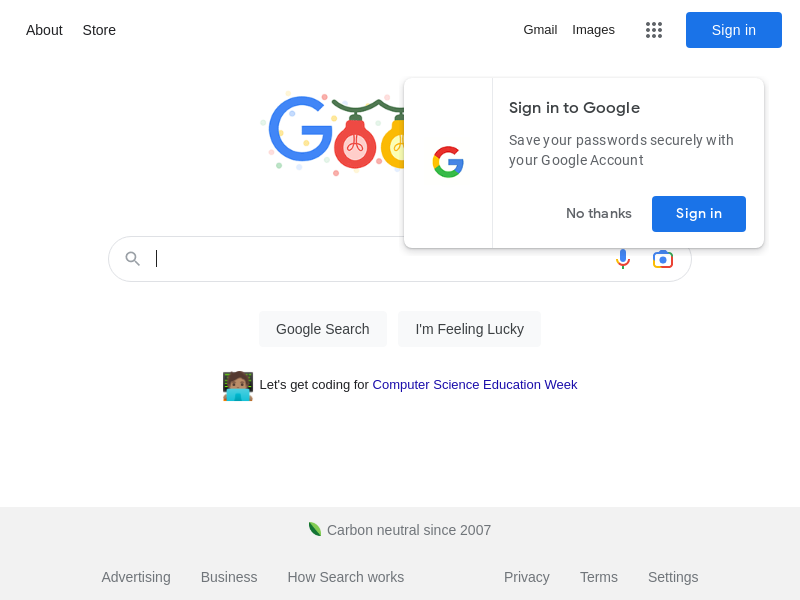 About Store Gmail Images Sign in
Sign in to Google
Save your passwords securely with
your Google Account
No thanks Sign in
Google Search I'm Feeling Lucky
Let's get coding for Computer Science Education Week
Carbon neutral since 2007
Advertising Business How Search works Privacy Terms Settings